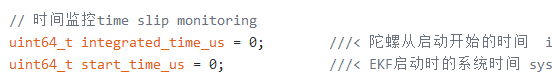 // 时间监控time slip monitoring
uint64_t integrated_time_us = 0; ///< 陀螺从启动开始的时间 i
uint64_t start_time_us = 0; ///< EKF启动时的系统时间 sys